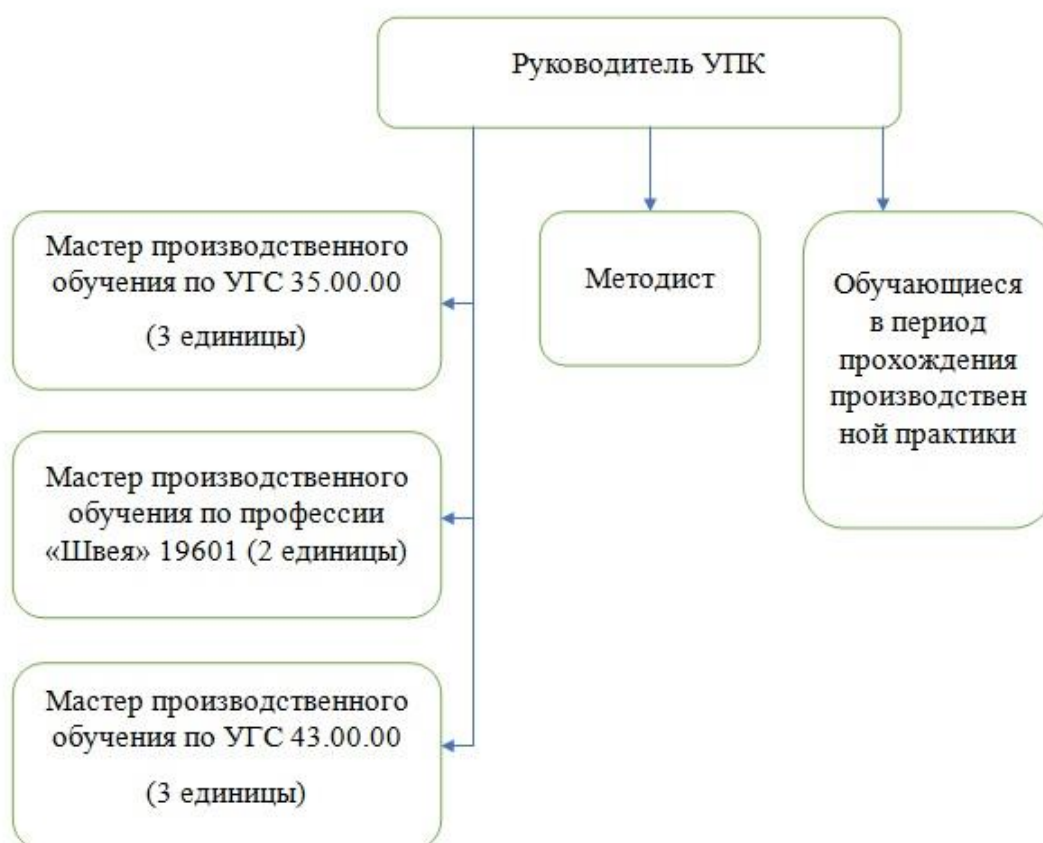 Руководитель УПК
Мастер производственного
обучения по УГС 35.00.00
(3 единицы)
Методист
Обучающиеся
в период
прохождения
производствен
ной практики
Мастер производственного
обучения по профессии
«Швея» 19601 (2 единицы)
Мастер производственного
обучения по УГС 43.00.00
(3 единицы)